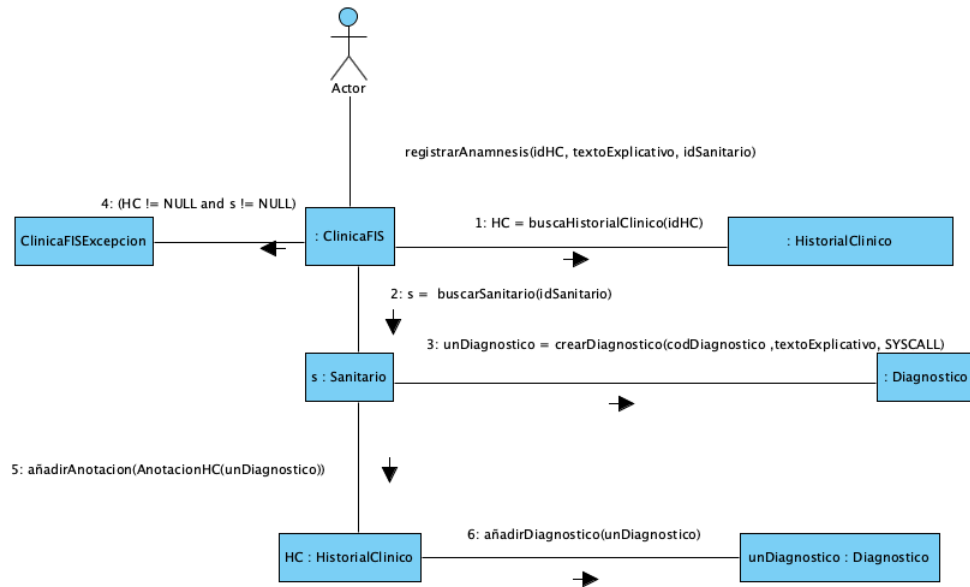 Actor
registrarAnamnesis(idHC, textoExplicativo, idSanitario)
4: (HC != NULL and s != NULL)
ClinicaFISExcepcion
: ClinicaFIS
1: HC = buscaHistorialClinico(idHC)
: HistorialClinico
2: s = buscarSanitario(idSanitario)
3: unDiagnostico = crearDiagnostico(codDiagnostico ,textoExplicativo, SYSCALL)
s : Sanitario
: Diagnostico
5: añadirAnotacion(AnotacionHC(unDiagnostico))
6: añadirDiagnostico(unDiagnostico)
HC : HistorialClinico
unDiagnostico : Diagnostico